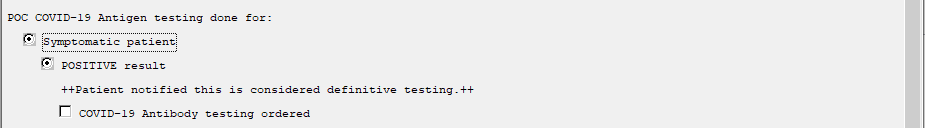 POC COVID-19 Antigen testing done for:
Symptomatic patient
POSITIVE result
++Patient notified this is considered definitive testing.++
COVID-19 Antibody testing ordered